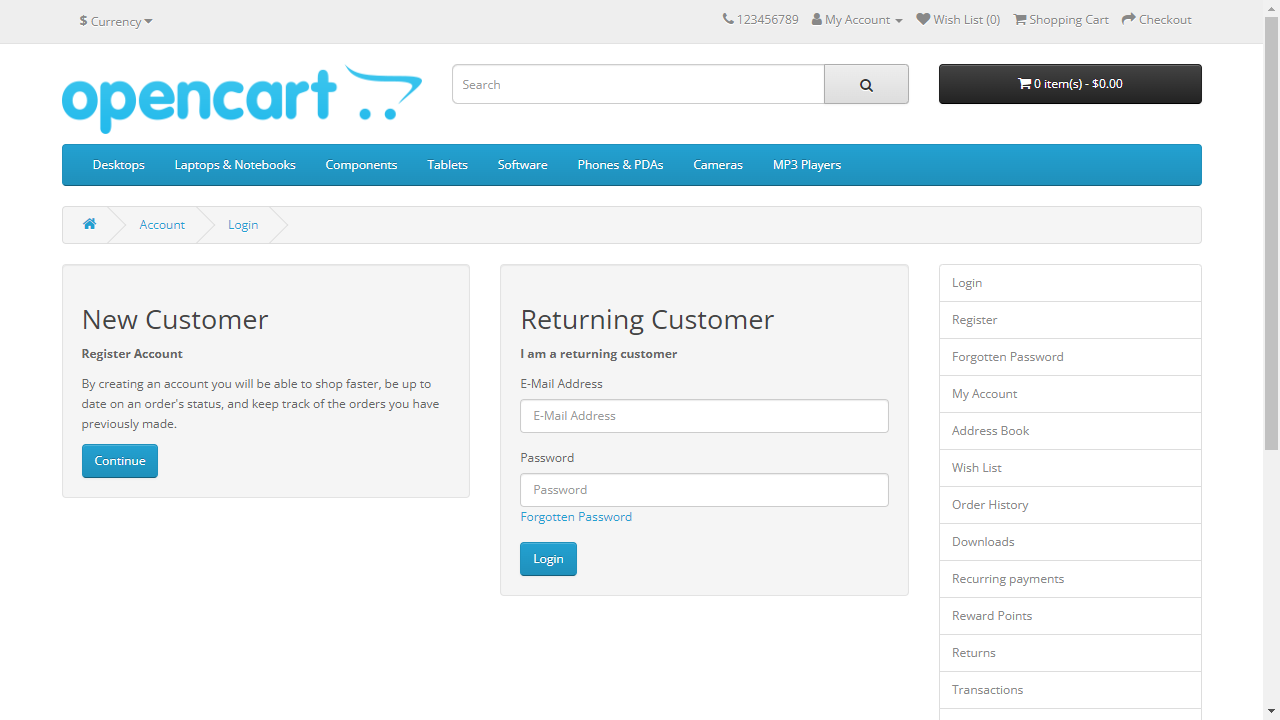 $ Currency
123456789
My Account
Wish List (0)
Shopping Cart
Checkout
opencart
Search
0 item(s) - $0.00
Desktops
Laptops & Notebooks
Components
Tablets
Software
Phones & PDAs
Cameras
MP3 Players
Account
Login
New Customer
Register Account
By creating an account you will be able to shop faster, be up to
date on an order's status, and keep track of the orders you have
previously made.
Continue
Returning Customer
I am a returning customer
E-Mail Address
E-Mail Address
Password
Password
Forgotten Password
Login
Login
Register
Forgotten Password
My Account
Address Book
Wish List
Order History
Downloads
Recurring payments
Reward Points
Returns
Transactions